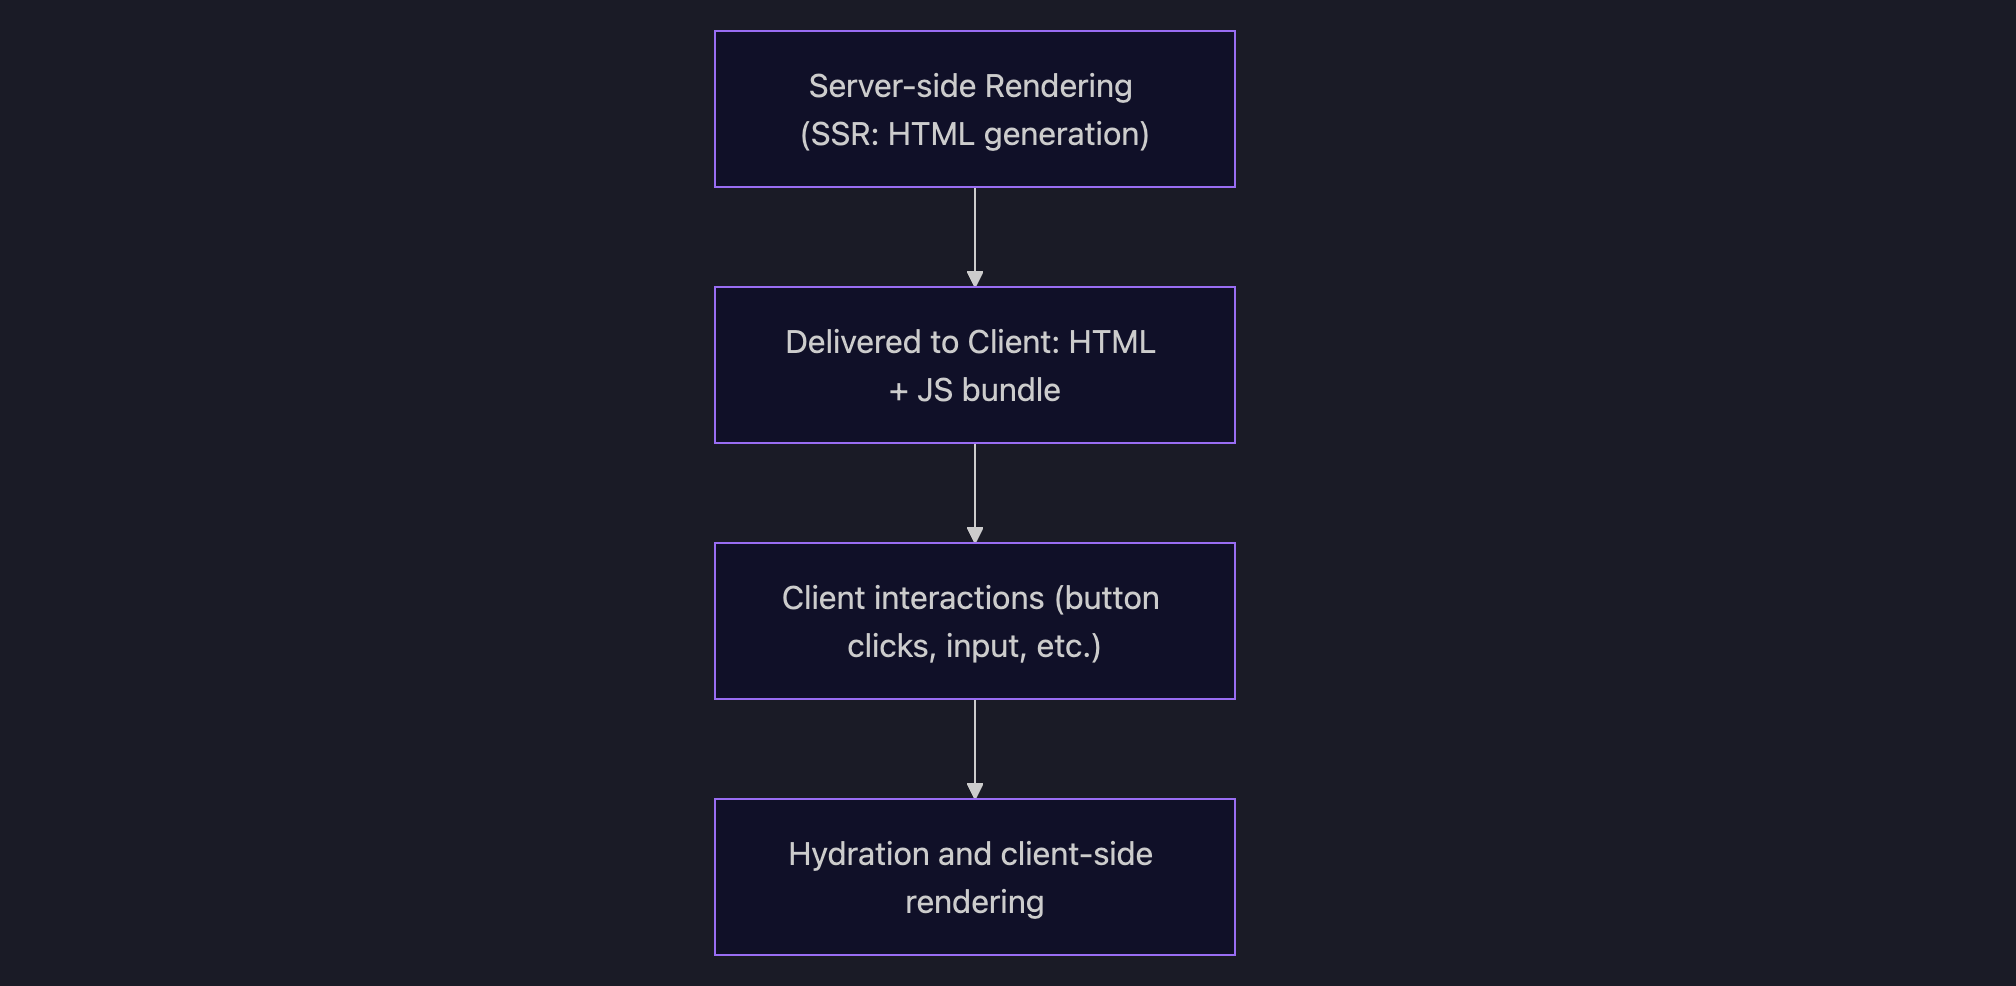 Server-side Rendering
(SSR: HTML generation)
Delivered to Client: HTML
+ JS bundle
Client interactions (button
clicks, input, etc.)
Hydration and client-side
rendering